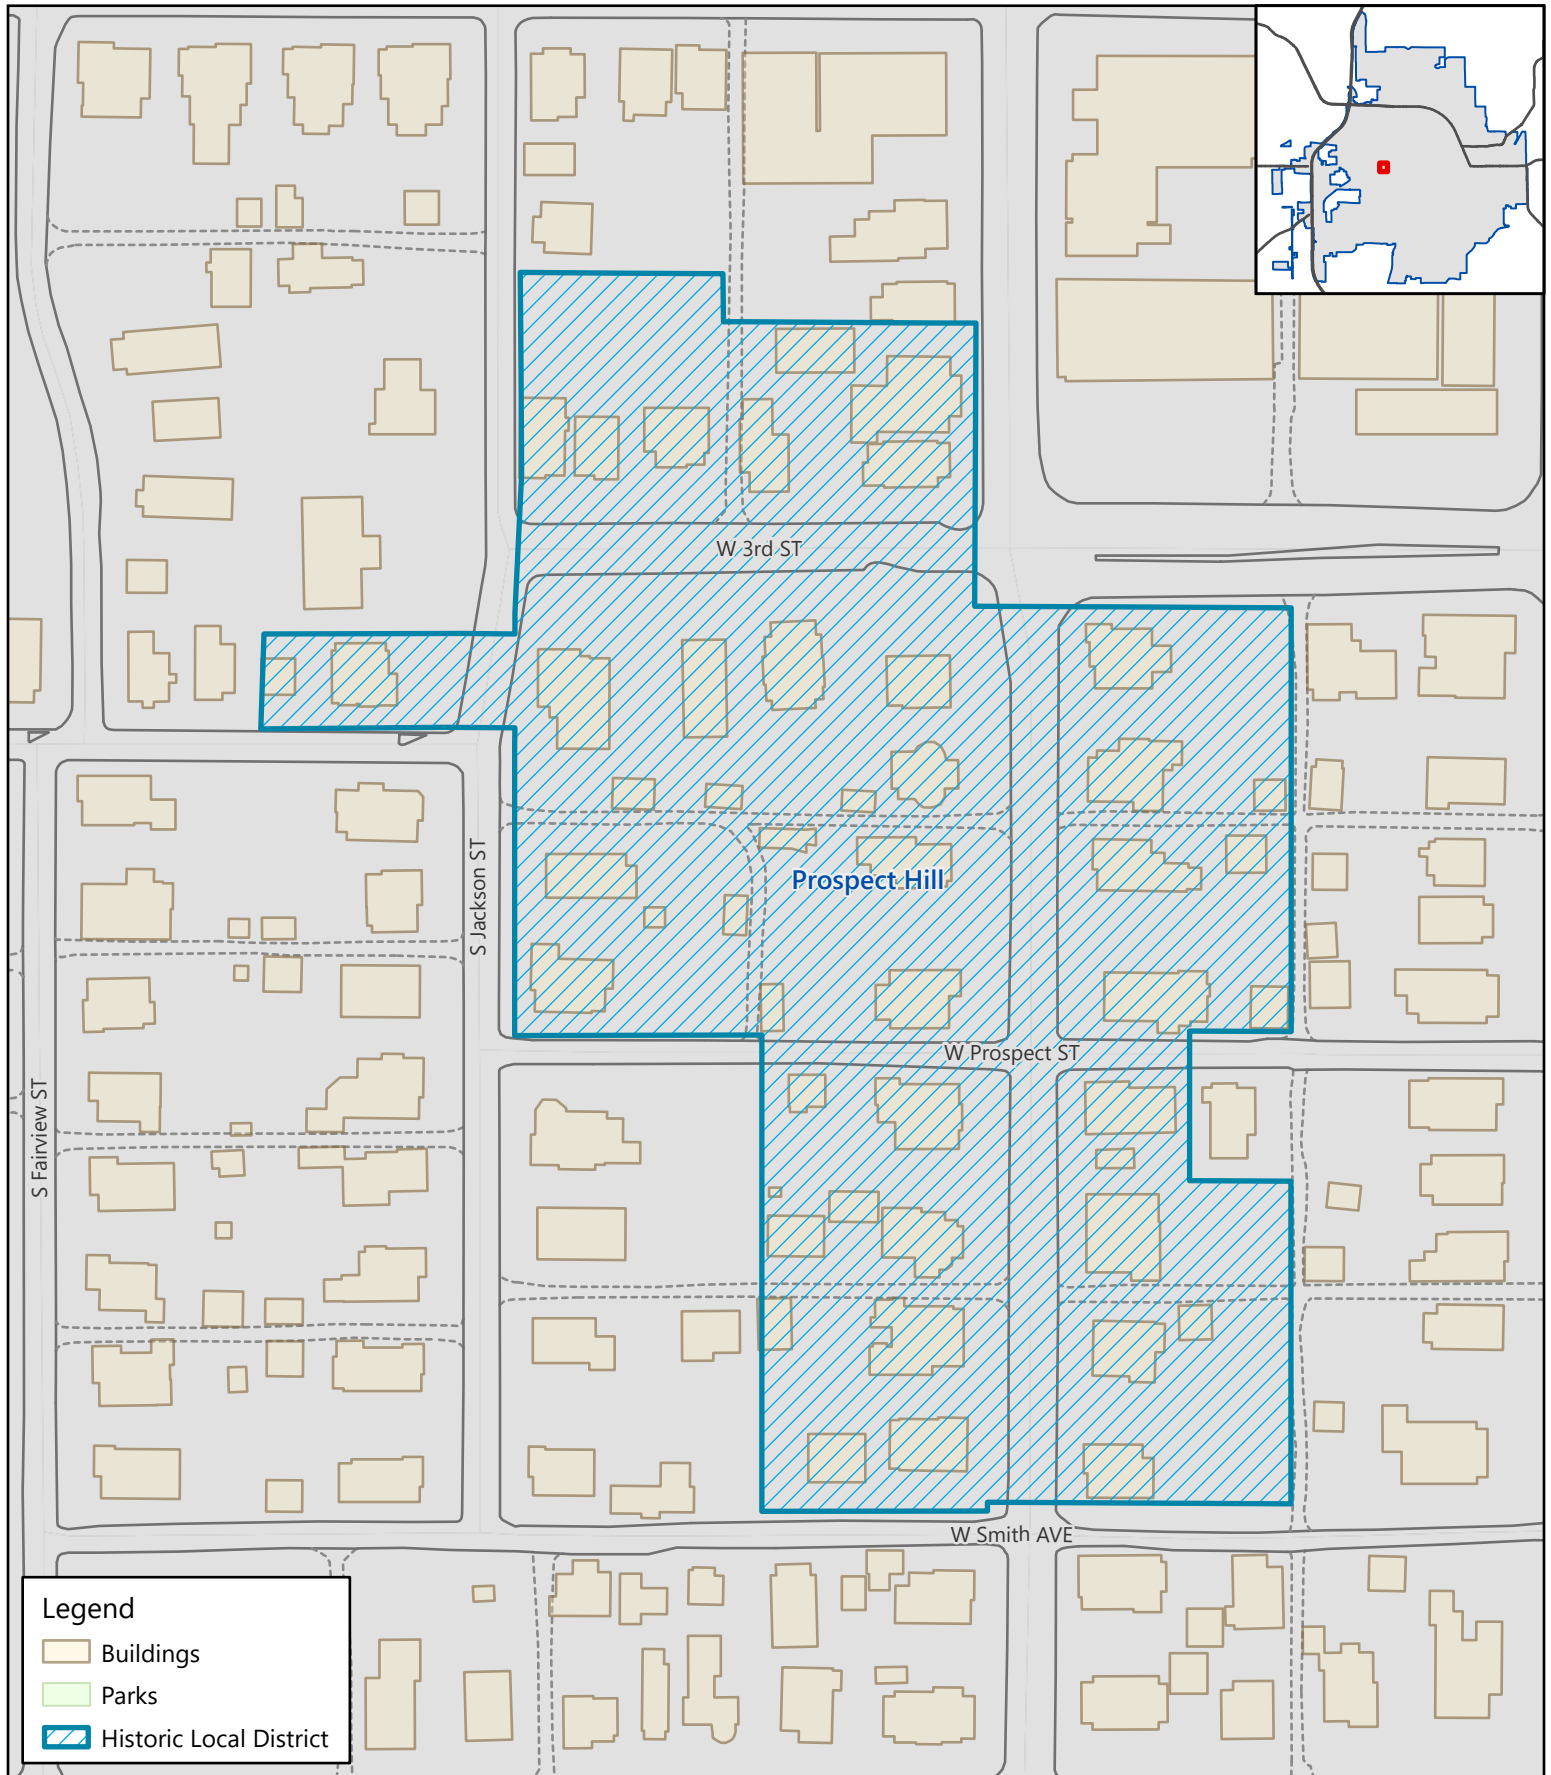 W 3rd ST
S Jackson ST
Prospect Hill
W Prospect ST
S Fairview ST
W Smith AVE
Legend
Buildings
Parks
Historic Local District